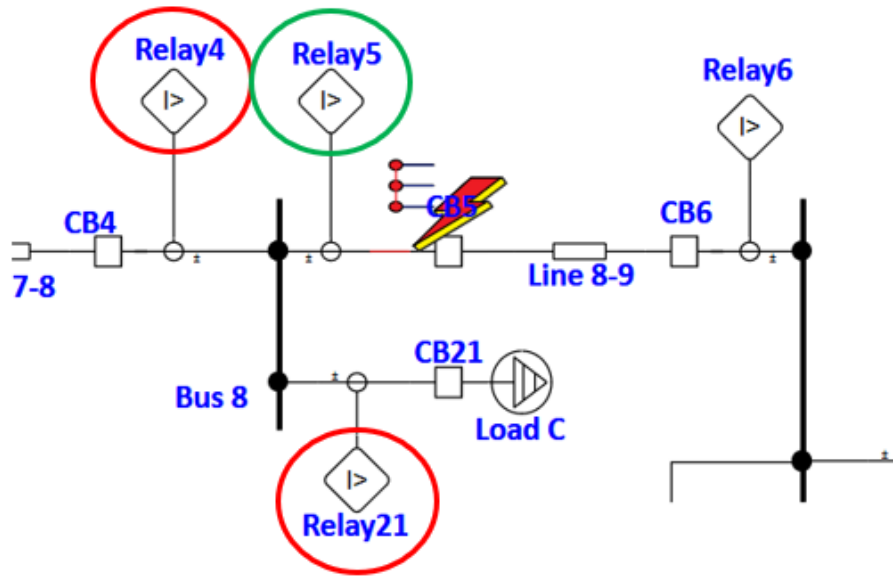 Relay4
Relay5
Relay6
|>
|>
|>
CB4
CB5
CB6
±
±
±
7-8
Line 8-9
CB21
±
Bus 8
Load C
±
|>
Relay21